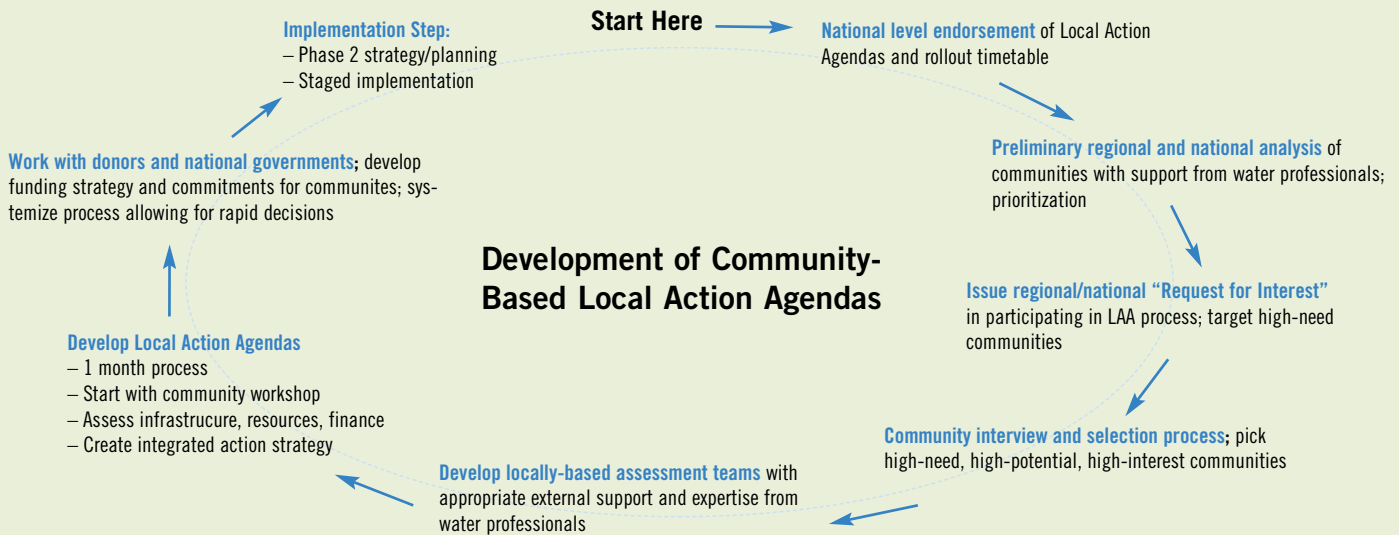 Start Here
National level endorsement of Local Action
Agendas and rollout timetable
Preliminary regional and national analysis of
communities with support from water professionals;
prioritization
Issue regional/national “Request for Interest”
in participating in LAA process; target high-need
communities
Community interview and selection process; pick
high-need, high-potential, high-interest communities
Develop locally-based assessment teams with
appropriate external support and expertise from
water professionals
Develop Local Action Agendas
– 1 month process
– Start with community workshop
– Assess infrastrucure, resources, finance
– Create integrated action strategy
Work with donors and national governments; develop
funding strategy and commitments for communites; sys-
temize process allowing for rapid decisions
Implementation Step:
– Phase 2 strategy/planning
– Staged implementation
Development of Community-
Based Local Action Agendas